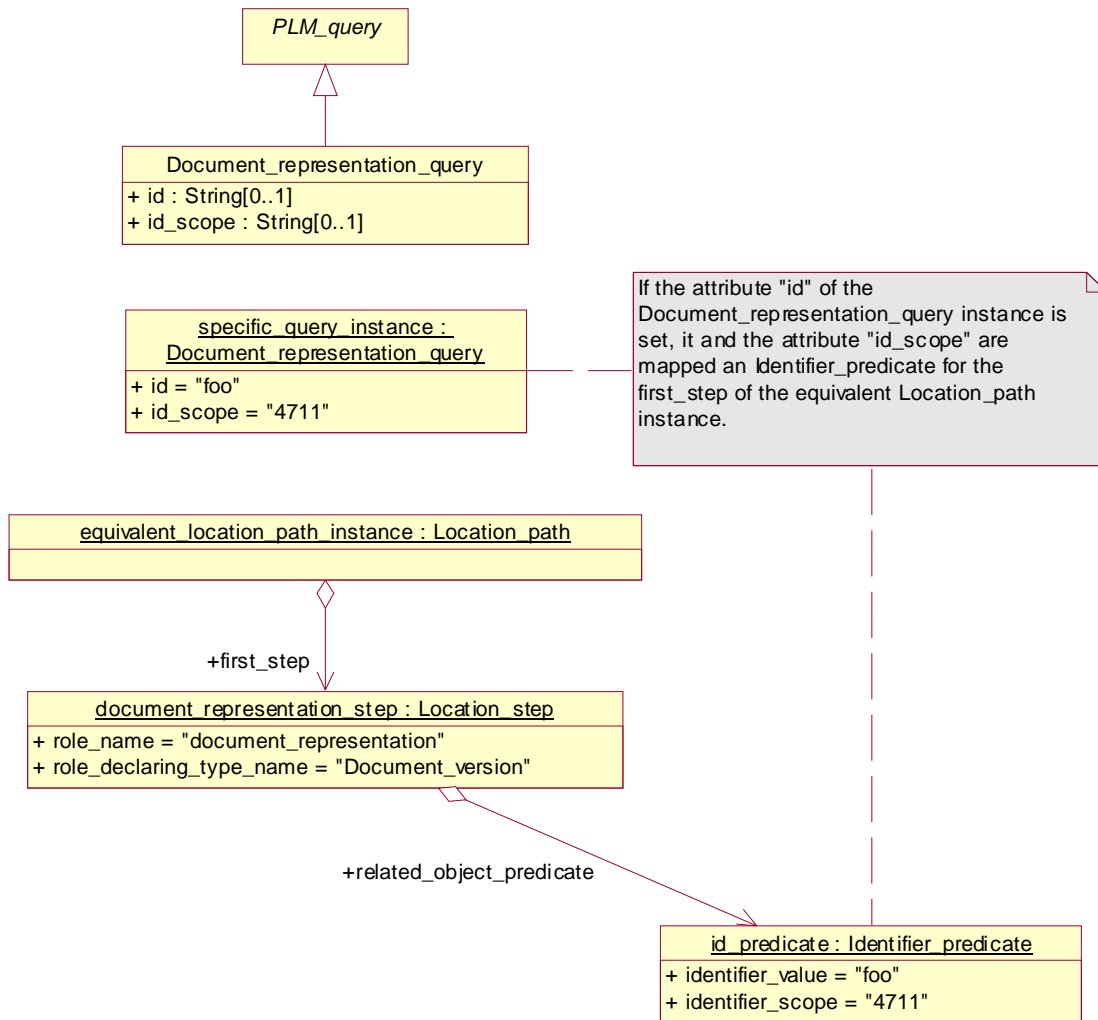 PLM_query
Document_representation_query
+ id : String[0..1]
+ id_scope : String[0..1]
specific_query_instance :
Document_representation_query
+ id = "foo"
+ id_scope = "4711"
If the attribute "id" of the
Document_representation_query instance is
set, it and the attribute "id_scope" are
mapped an Identifier_predicate for the
first_step of the equivalent Location_path
instance.
equivalent_location_path_instance : Location_path
+first_step
document_representation_step : Location_step
+ role_name = "document_representation"
+ role_declaring_type_name = "Document_version"
+related_object_predicate
id_predicate : Identifier_predicate
+ identifier_value = "foo"
+ identifier_scope = "4711"